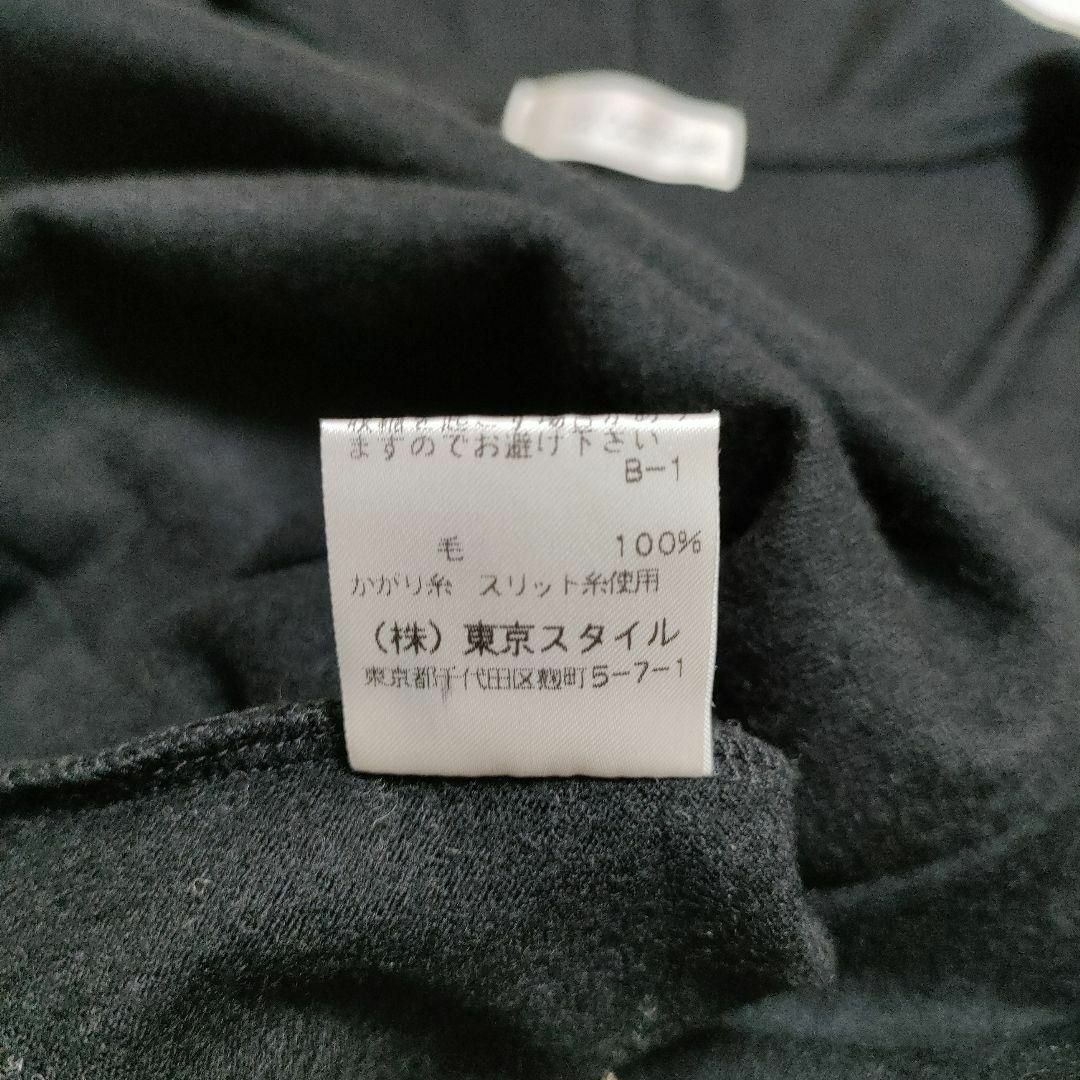 ますのでお避け下さい
B-1
毛 100%
かがり糸 スリット糸使用
(株)東京スタイル
東京都千代田区麹町5-7-1